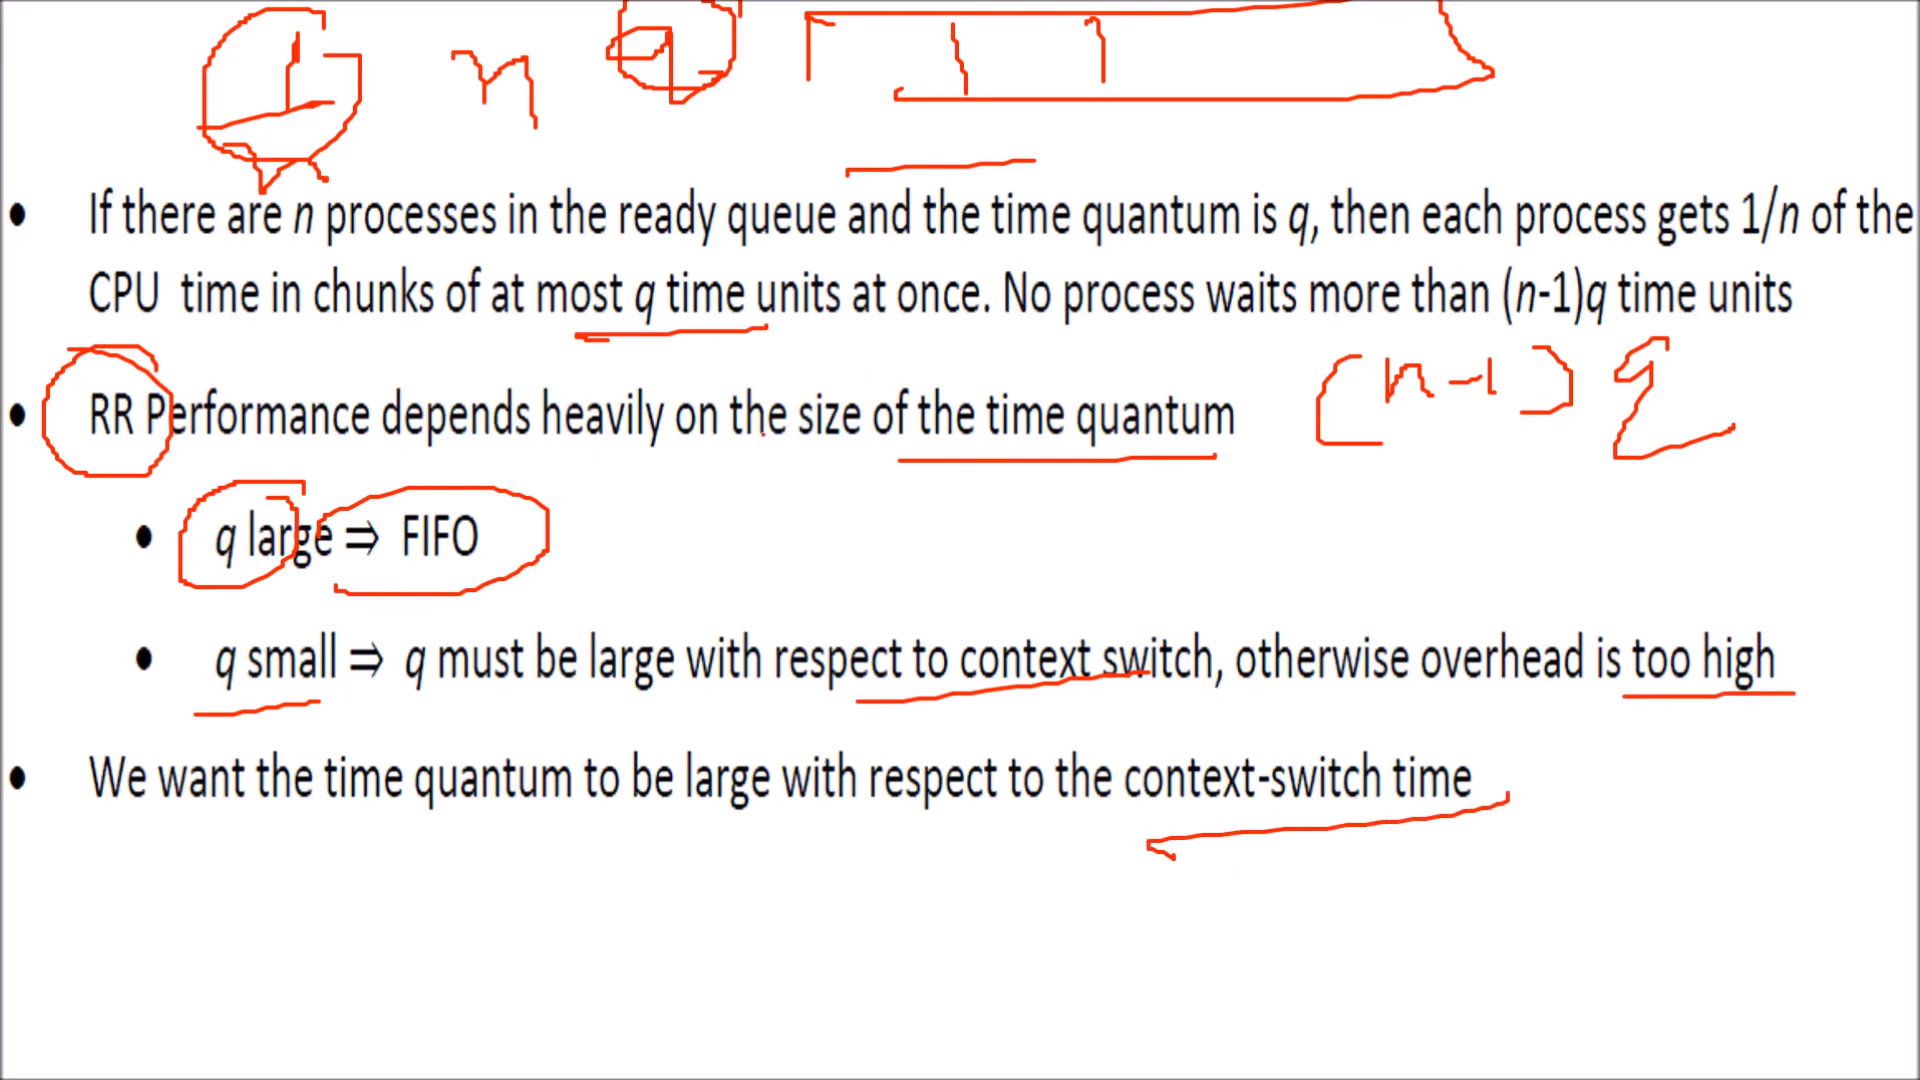 1/n n q
• If there are n processes in the ready queue and the time quantum is q, then each process gets 1/n of the
CPU time in chunks of at most q time units at once. No process waits more than (n-1)q time units
(n-1) q
• RR Performance depends heavily on the size of the time quantum
• q large ⇒ FIFO
• q small ⇒ q must be large with respect to context switch, otherwise overhead is too high
• We want the time quantum to be large with respect to the context-switch time